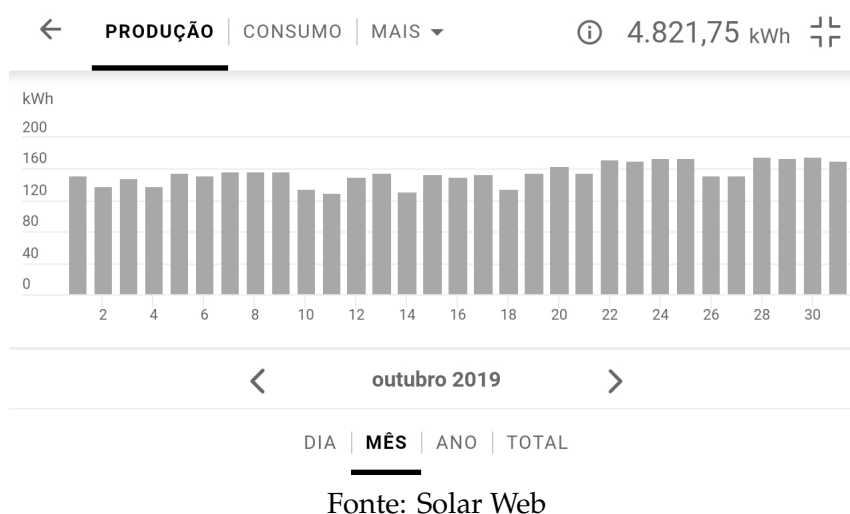 PRODUÇÃO CONSUMO MAIS 4.821,75 kWh
kWh
200
160
120
80
40
0
2 4 6 8 10 12 14 16 18 20 22 24 26 28 30
outubro 2019
DIA MÊS ANO TOTAL
Fonte: Solar Web